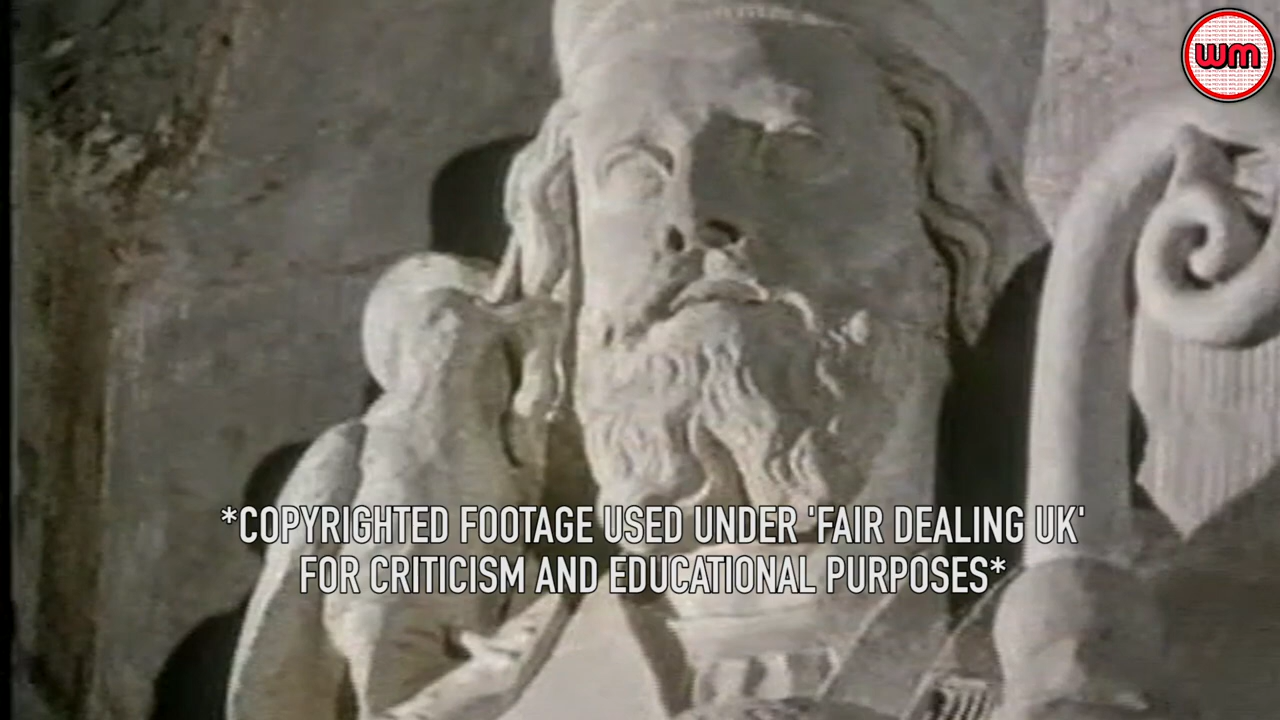 wm
*COPYRIGHTED FOOTAGE USED UNDER 'FAIR DEALING UK'
FOR CRITICISM AND EDUCATIONAL PURPOSES*